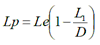 Lp = Le(1 - L₁/D)